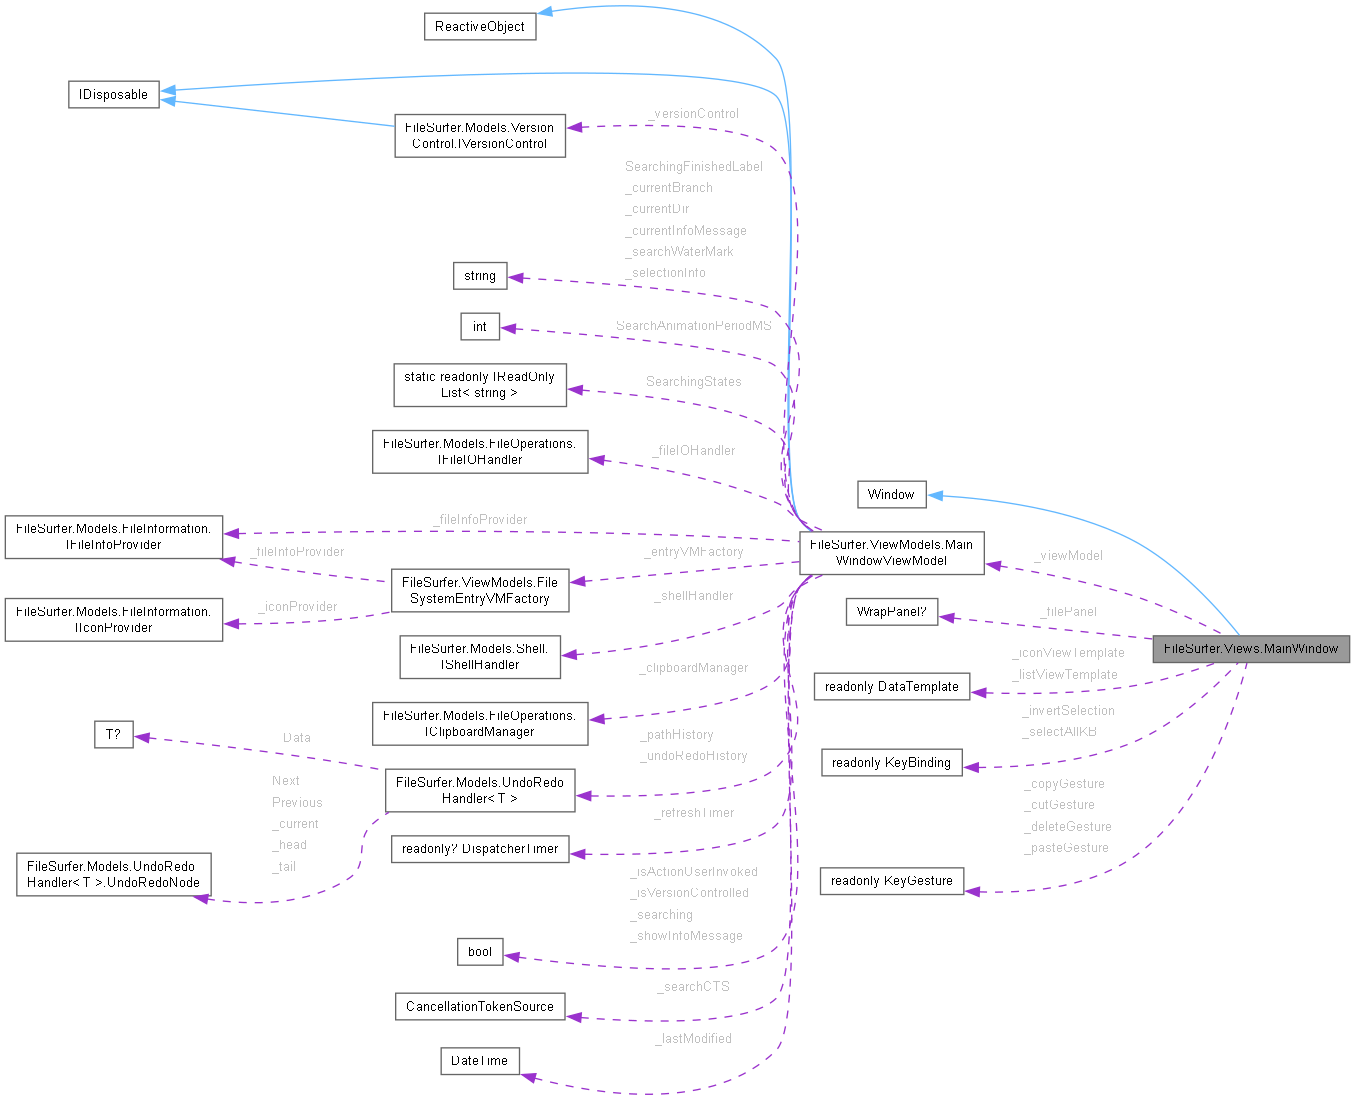 ReactiveObject
IDisposable
_versionControl
FileSurfer.Models.Version
Control.IVersionControl
SearchingFinishedLabel
_currentBranch
_currentDir
_currentInfoMessage
_searchWaterMark
_selectionInfo
string
int
SearchAnimationPeriodMS
static readonly IReadOnly
List< string >
SearchingStates
FileSurfer.Models.FileOperations.
IFileIOHandler
_fileIOHandler
Window
FileSurfer.Models.FileInformation.
IFileInfoProvider
_fileInfoProvider
_fileInfoProvider
_entryVMFactory
FileSurfer.ViewModels.Main
WindowViewModel
_viewModel
FileSurfer.ViewModels.File
SystemEntryVMFactory
_iconProvider
FileSurfer.Models.FileInformation.
IIconProvider
_shellHandler
WrapPanel?
_filePanel
FileSurfer.Views.MainWindow
FileSurfer.Models.Shell.
IShellHandler
_iconViewTemplate
_listViewTemplate
_clipboardManager
readonly DataTemplate
FileSurfer.Models.FileOperations.
IClipboardManager
_invertSelection
_selectAllKB
T?
Data
_pathHistory
_undoRedoHistory
readonly KeyBinding
FileSurfer.Models.UndoRedo
Handler< T >
Next
Previous
_current
_head
_tail
_copyGesture
_cutGesture
_deleteGesture
_pasteGesture
_refreshTimer
readonly? DispatcherTimer
FileSurfer.Models.UndoRedo
Handler< T >.UndoRedoNode
readonly KeyGesture
_isActionUserInvoked
_isVersionControlled
_searching
_showInfoMessage
bool
_searchCTS
CancellationTokenSource
_lastModified
DateTime